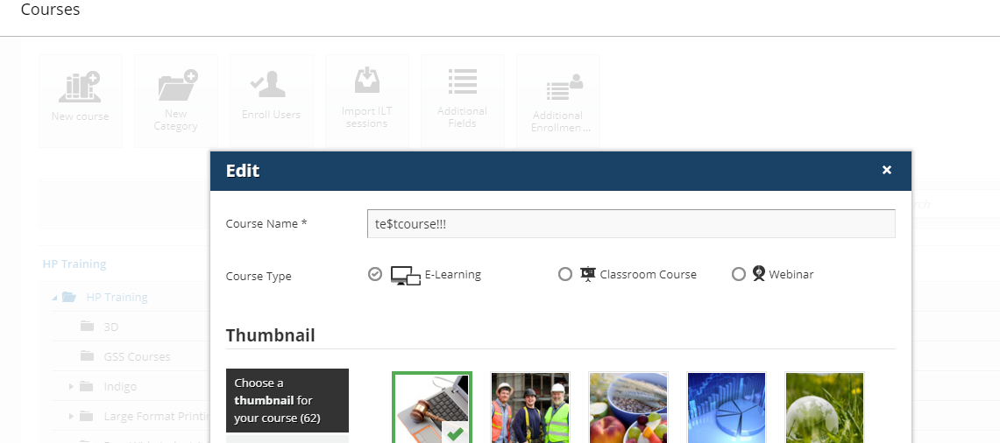 Courses
New course
New
Category
Enroll Users
Import ILT
sessions
Additional
Fields
Additional
Enrollmen ...
Edit
×
Course Name *
te$tcourse!!!
rch
HP Training
Course Type
E-Learning
Classroom Course
Webinar
HP Training
3D
Thumbnail
GSS Courses
Choose a
thumbnail for
your course (62)
Indigo
Large Format Printi